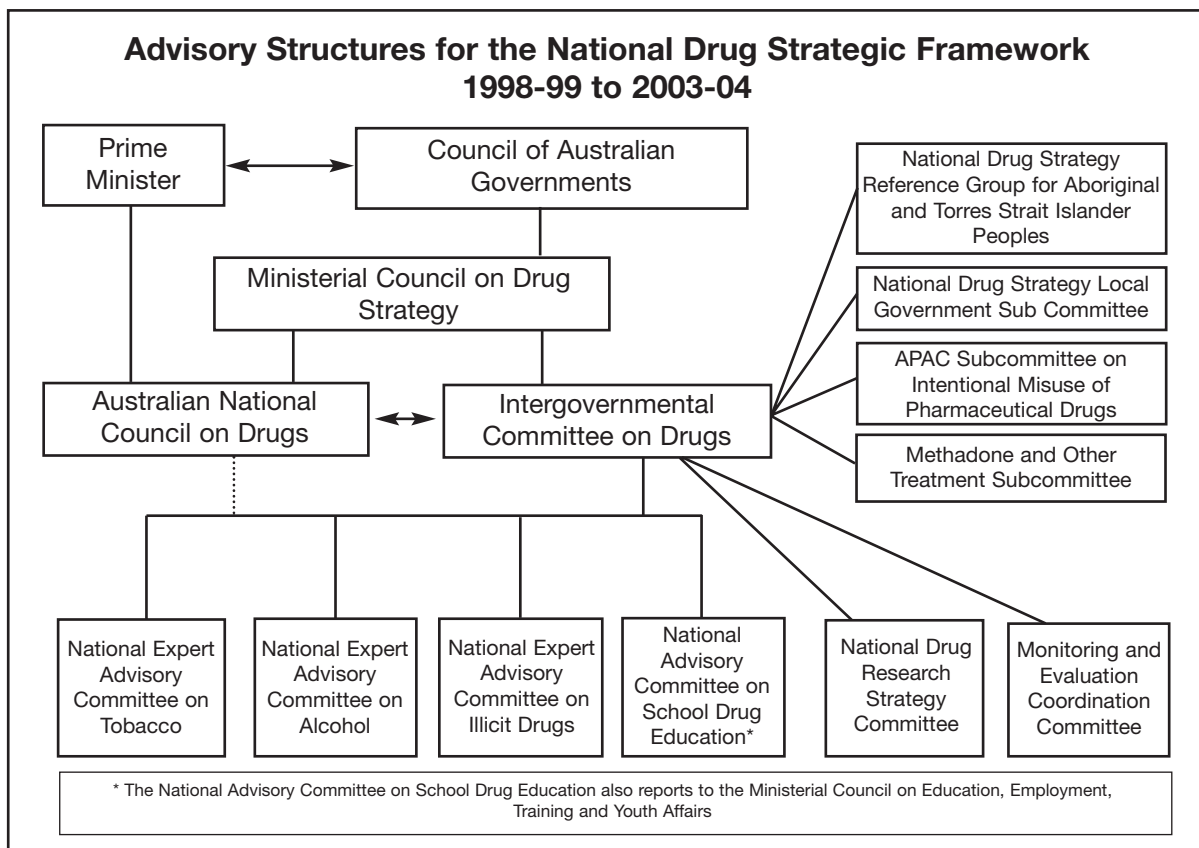 Advisory Structures for the National Drug Strategic Framework
1998-99 to 2003-04
Prime
Minister
Council of Australian
Governments
National Drug Strategy
Reference Group for Aboriginal
and Torres Strait Islander
Peoples
Ministerial Council on Drug
Strategy
National Drug Strategy Local
Government Sub Committee
APAC Subcommittee on
Intentional Misuse of
Pharmaceutical Drugs
Australian National
Council on Drugs
Intergovernmental
Committee on Drugs
Methadone and Other
Treatment Subcommittee
National Expert
Advisory
Committee on
Tobacco
National Expert
Advisory
Committee on
Alcohol
National Expert
Advisory
Committee on
Illicit Drugs
National
Advisory
Committee on
School Drug
Education*
National Drug
Research
Strategy
Committee
Monitoring and
Evaluation
Coordination
Committee
* The National Advisory Committee on School Drug Education also reports to the Ministerial Council on Education, Employment,
Training and Youth Affairs